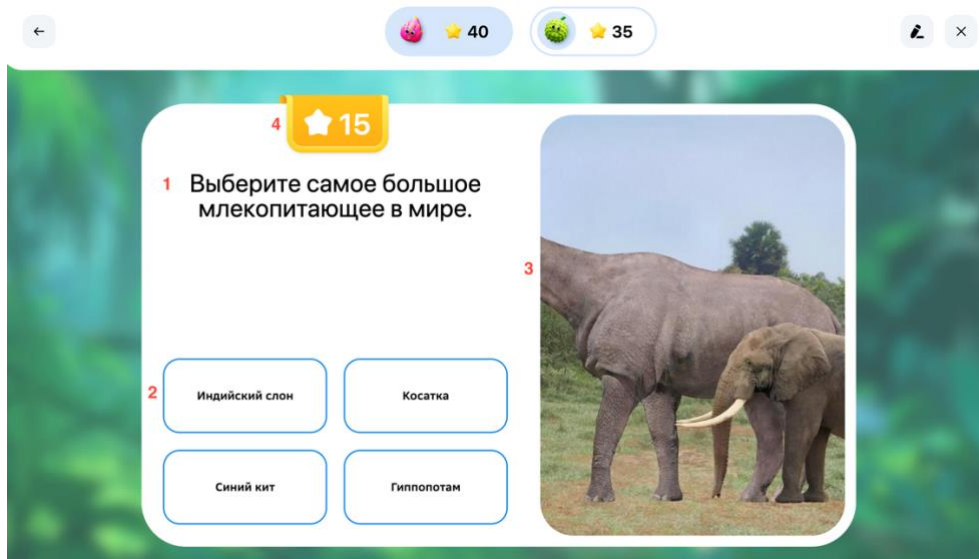 40
35
4
15
1
Выберите самое большое
млекопитающее в мире.
3
2
Индийский слон
Косатка
Синий кит
Гиппопотам